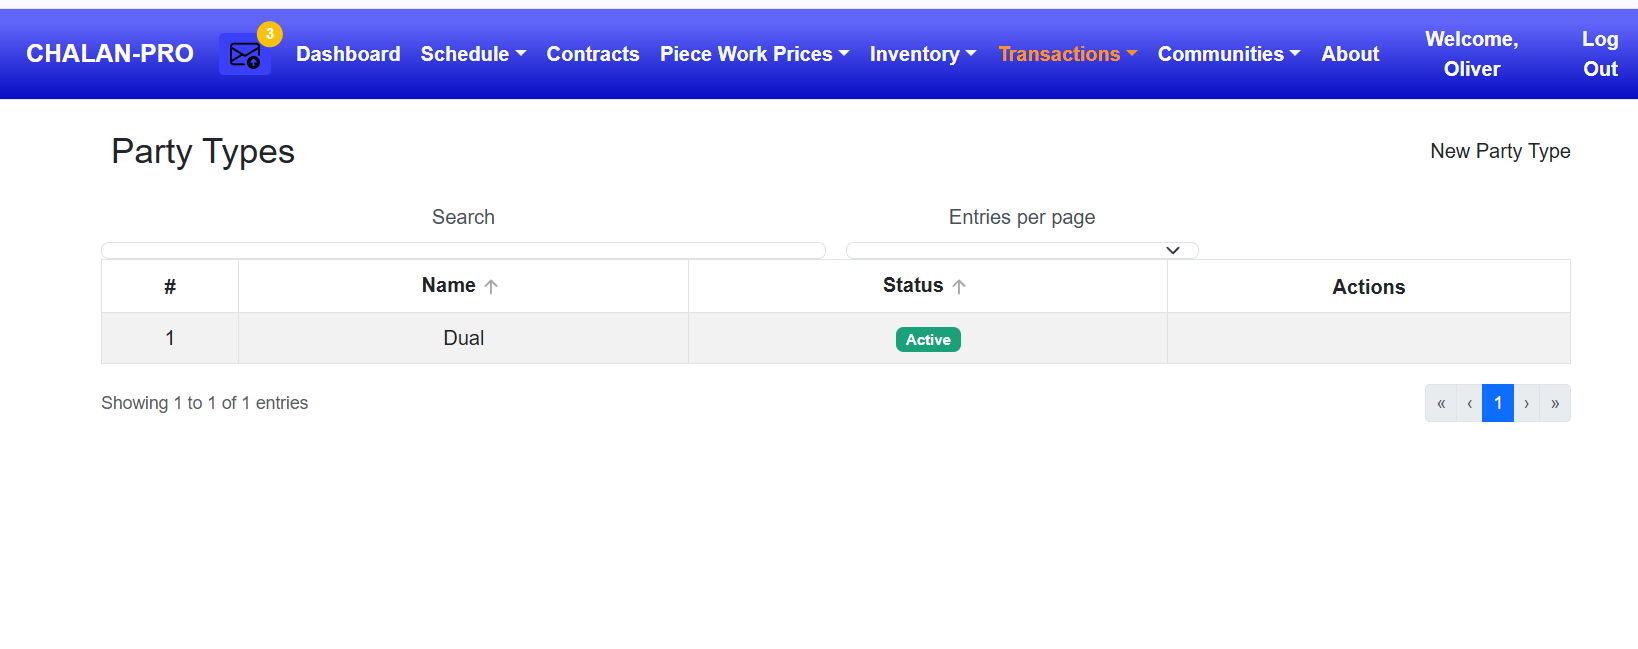 CHALAN-PRO
3
Dashboard Schedule Contracts Piece Work Prices Inventory Transactions Communities About
Welcome,
Oliver
Log
Out
Party Types
New Party Type
Search
Entries per page
# Name Status Actions
1 Dual Active
Showing 1 to 1 of 1 entries
« ‹ 1 › »